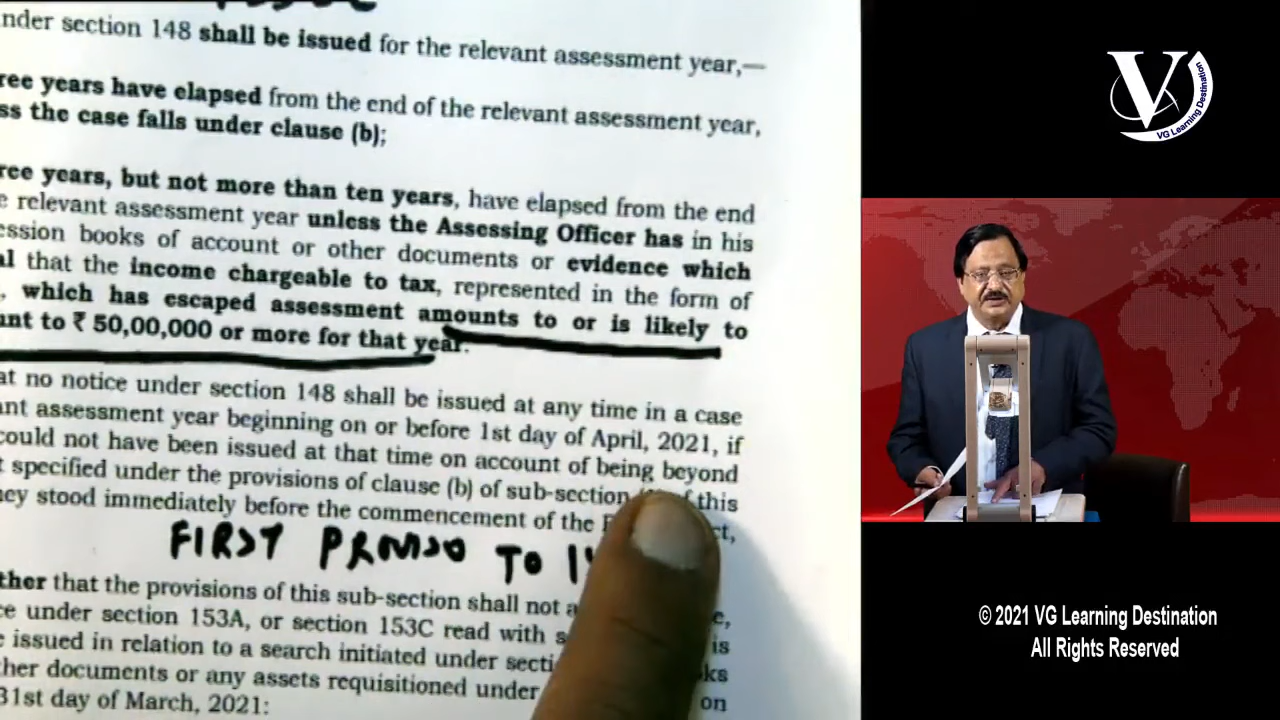 nder section 148 shall be issued for the relevant assessment year,—
ree years have elapsed from the end of the relevant assessment year,
ss the case falls under clause (b);
ree years, but not more than ten years, have elapsed from the end
e relevant assessment year unless the Assessing Officer has in his
ession books of account or other documents or evidence which
al that the income chargeable to tax, represented in the form of
, which has escaped assessment amounts to or is likely to
unt to ₹ 50,00,000 or more for that year.
at no notice under section 148 shall be issued at any time in a case
ant assessment year beginning on or before 1st day of April, 2021, if
could not have been issued at that time on account of being beyond
t specified under the provisions of clause (b) of sub-section this
ey stood immediately before the commencement of the
FIRST PROVISO TO
ther that the provisions of this sub-section shall not a
ce under section 153A, or section 153C read with s is
e issued in relation to a search initiated under secti ks
her documents or any assets requisitioned under on
31st day of March, 2021:
V
VG Learning Destination
© 2021 VG Learning Destination
All Rights Reserved